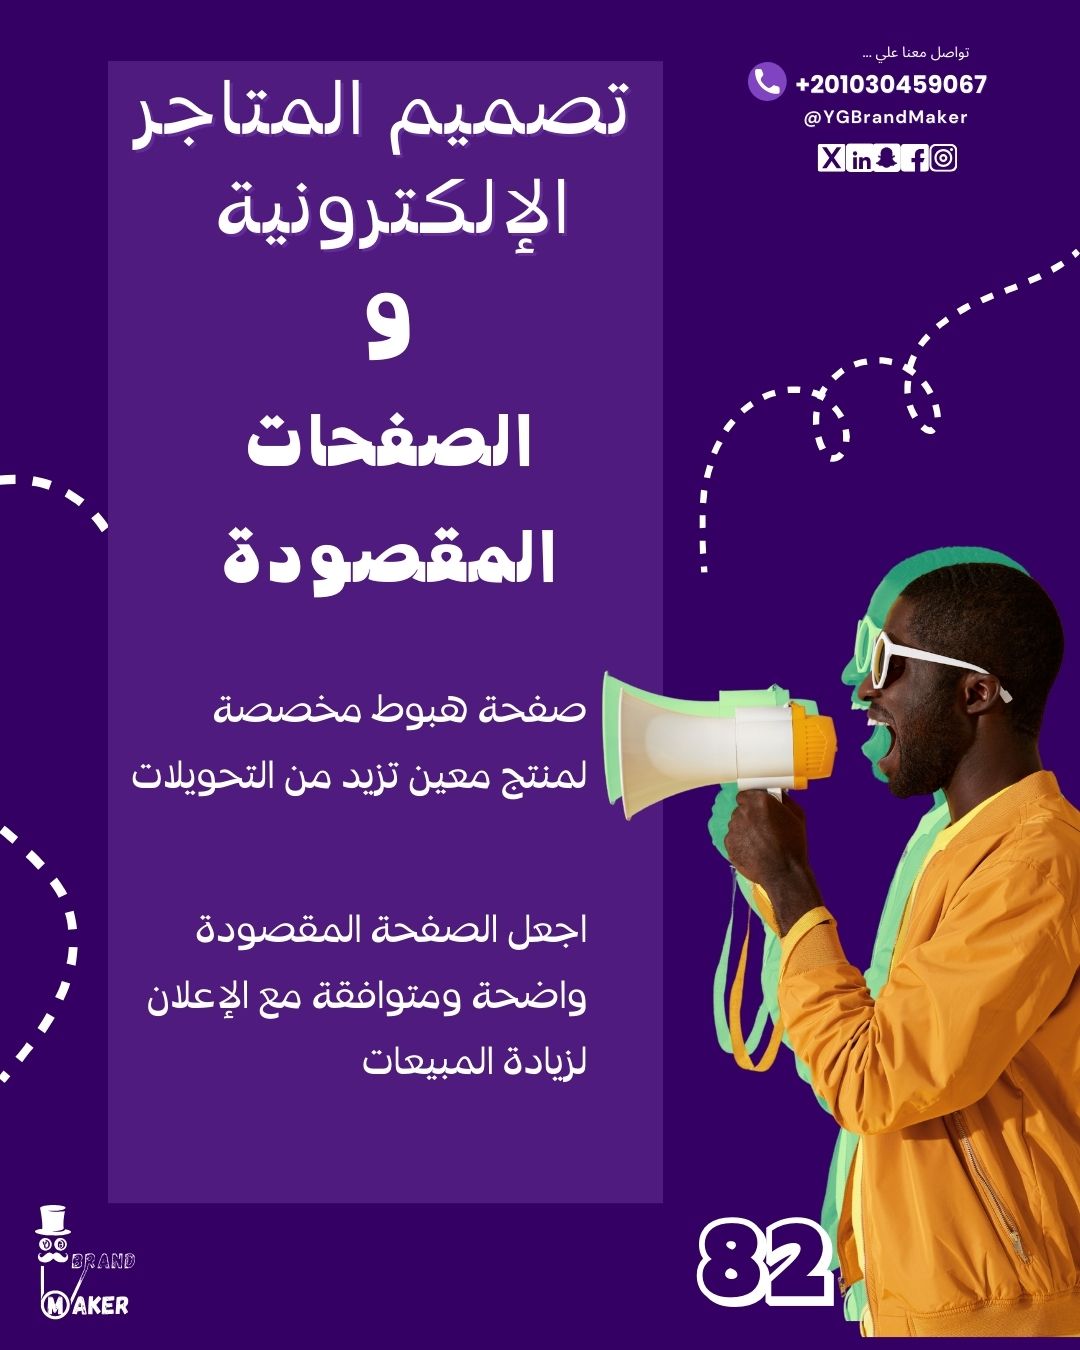 تواصل معنا علي ...
+201030459067
@YGBrandMaker
تصميم المتاجر
الإلكترونية
و
الصفحات
المقصودة
صفحة هبوط مخصصة
لمنتج معين تزيد من التحويلات
اجعل الصفحة المقصودة
واضحة ومتوافقة مع الإعلان
لزيادة المبيعات
BRAND
MAKER
82